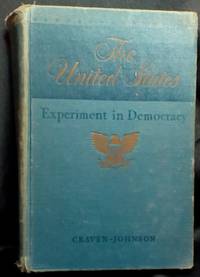 The
United States
Experiment in Democracy
CRAVEN-JOHNSON